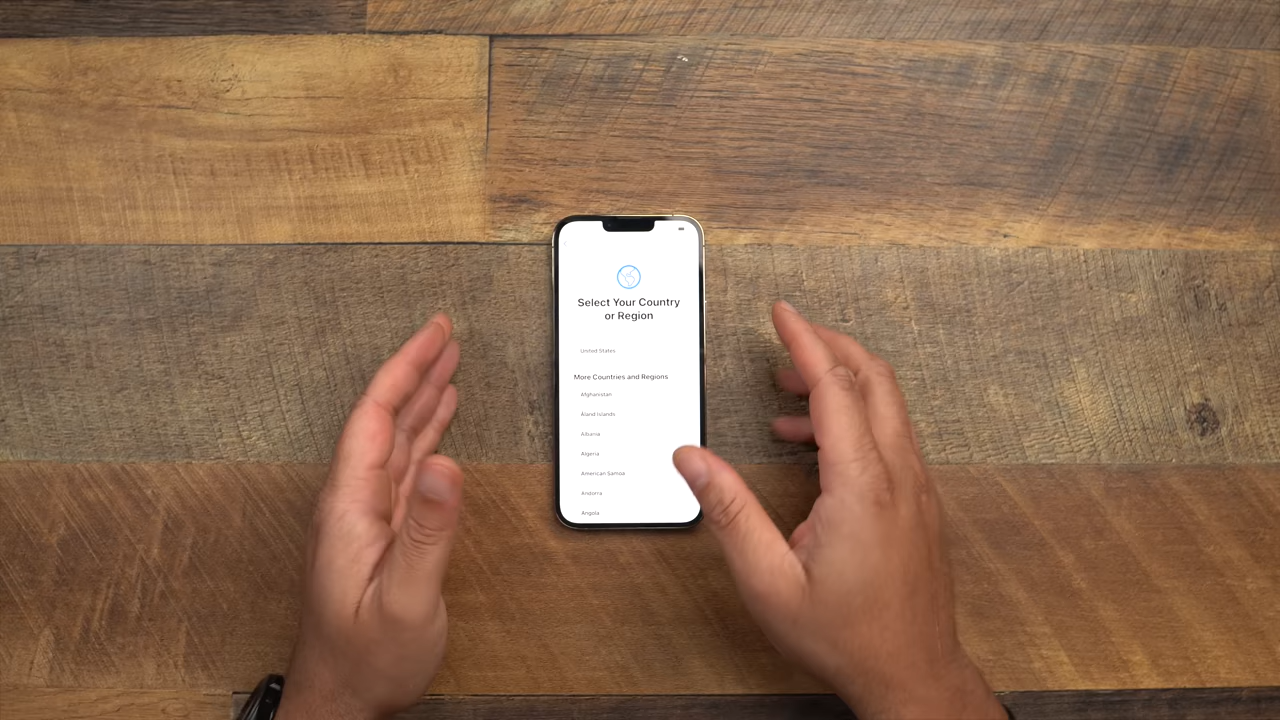 Select Your Country
or Region
United States
More Countries and Regions
Afghanistan
Åland Islands
Albania
Algeria
American Samoa
Andorra
Angola